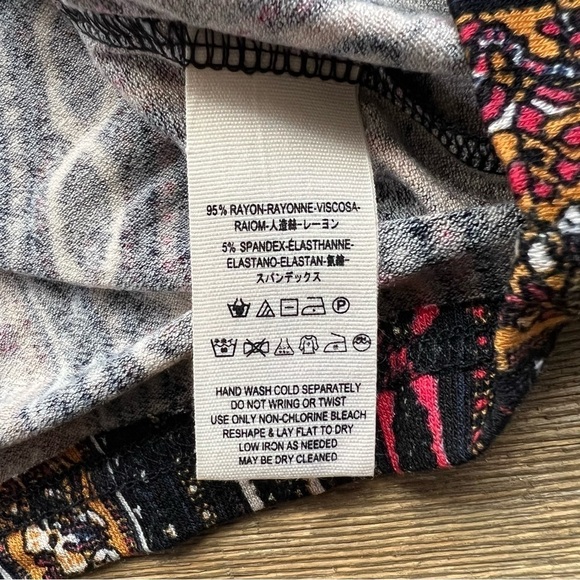 95% RAYON-RAYONNE-VISCOSA-
RAIOM-人造絲-レーヨン
5% SPANDEX-ÉLASTHANNE-
ELASTANO-ELASTAN-氨綸-
スパンデックス
P
HAND WASH COLD SEPARATELY
DO NOT WRING OR TWIST
USE ONLY NON-CHLORINE BLEACH
RESHAPE & LAY FLAT TO DRY
LOW IRON AS NEEDED
MAY BE DRY CLEANED